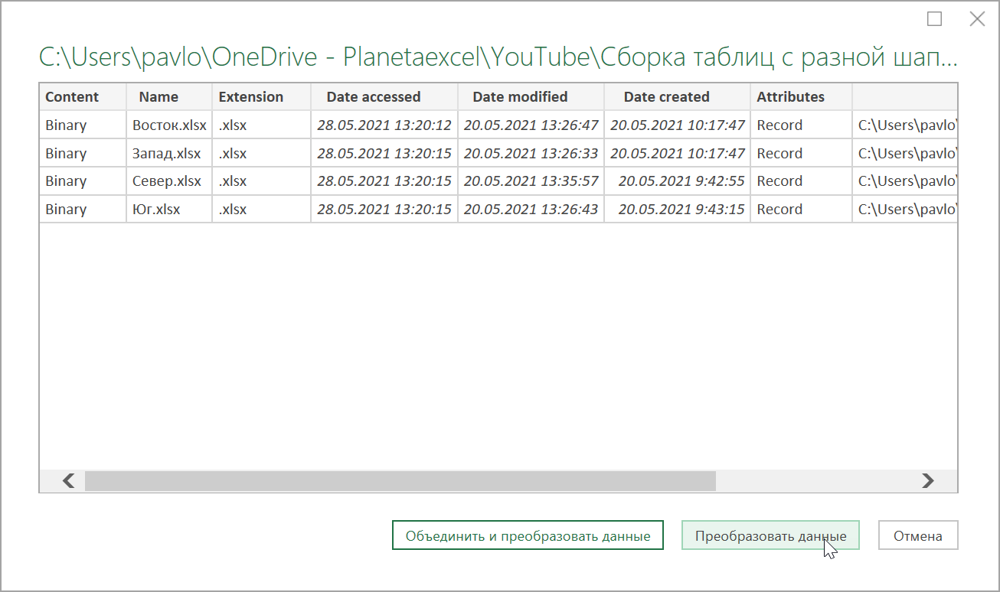 C:\Users\pavlo\OneDrive - Planetaexcel\YouTube\Сборка таблиц с разной шап...
Content Name Extension Date accessed Date modified Date created Attributes
Binary Восток.xlsx .xlsx 28.05.2021 13:20:12 20.05.2021 13:26:47 20.05.2021 10:17:47 Record C:\Users\pavlo\
Binary Запад.xlsx .xlsx 28.05.2021 13:20:15 20.05.2021 13:26:33 20.05.2021 10:17:47 Record C:\Users\pavlo\
Binary Север.xlsx .xlsx 28.05.2021 13:20:15 20.05.2021 13:35:57 20.05.2021 9:42:55 Record C:\Users\pavlo\
Binary Юг.xlsx .xlsx 28.05.2021 13:20:15 20.05.2021 13:26:43 20.05.2021 9:43:15 Record C:\Users\pavlo\
Объединить и преобразовать данные Преобразовать данные Отмена